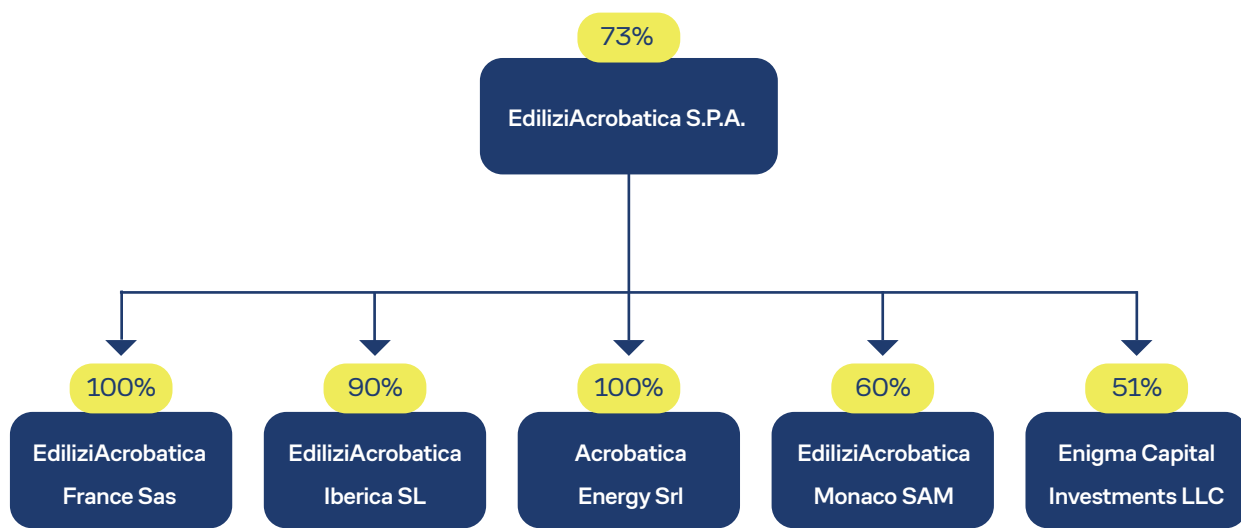 73%
EdiliziAcrobatica S.P.A.
100%
90%
100%
60%
51%
EdiliziAcrobatica
France Sas
EdiliziAcrobatica
Iberica SL
Acrobatica
Energy Srl
EdiliziAcrobatica
Monaco SAM
Enigma Capital
Investments LLC